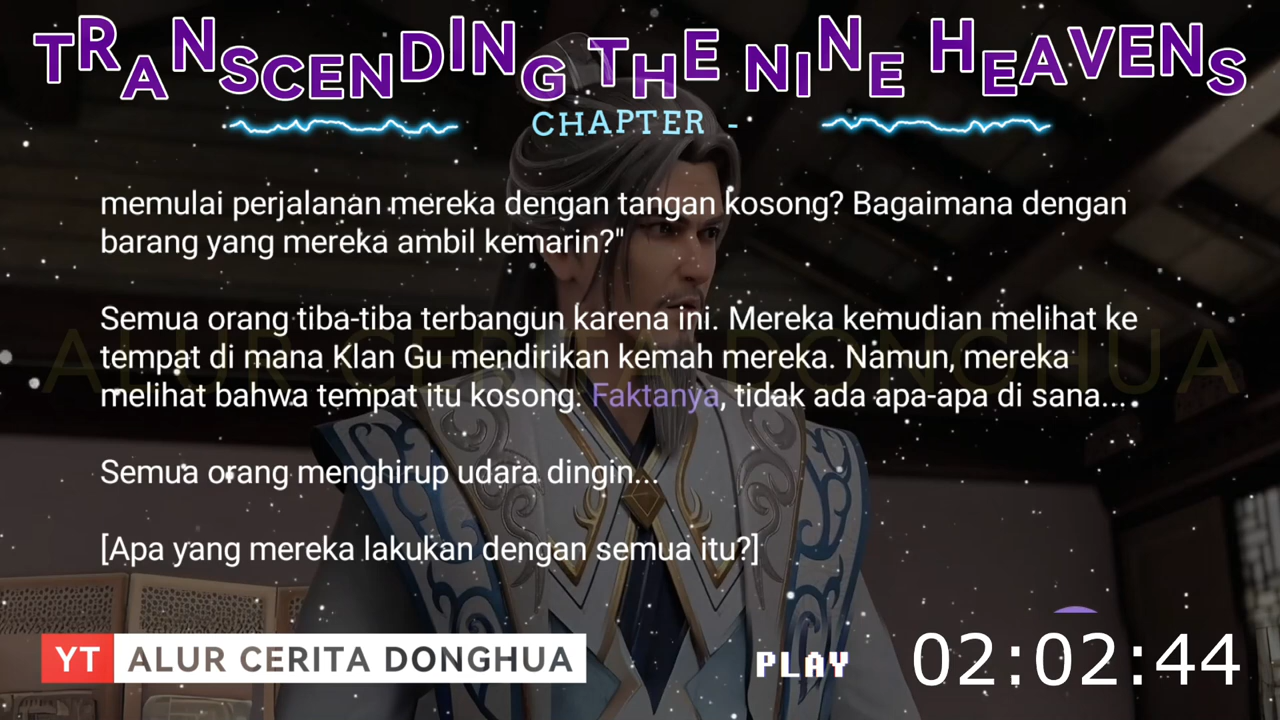 TRANSCENDING THE NINE HEAVENS
CHAPTER -
memulai perjalanan mereka dengan tangan kosong? Bagaimana dengan
barang yang mereka ambil kemarin?"
Semua orang tiba-tiba terbangun karena ini. Mereka kemudian melihat ke
tempat di mana Klan Gu mendirikan kemah mereka. Namun, mereka
melihat bahwa tempat itu kosong. Faktanya, tidak ada apa-apa di sana...
Semua orang menghirup udara dingin...
[Apa yang mereka lakukan dengan semua itu?]
ALUR CERITA DONGHUA
YT ALUR CERITA DONGHUA
PLAY
02:02:44